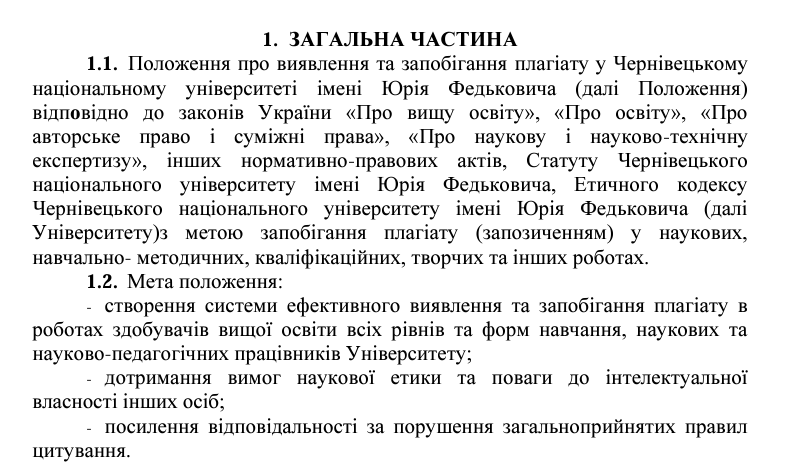 1. ЗАГАЛЬНА ЧАСТИНА
1.1. Положення про виявлення та запобігання плагіату у Чернівецькому
національному університеті імені Юрія Федьковича (далі Положення)
відповідно до законів України «Про вищу освіту», «Про освіту», «Про
авторське право і суміжні права», «Про наукову і науково-технічну
експертизу», інших нормативно-правових актів, Статуту Чернівецького
національного університету імені Юрія Федьковича, Етичного кодексу
Чернівецького національного університету імені Юрія Федьковича (далі
Університету)з метою запобігання плагіату (запозиченням) у наукових,
навчально- методичних, кваліфікаційних, творчих та інших роботах.
1.2. Мета положення:
- створення системи ефективного виявлення та запобігання плагіату в
роботах здобувачів вищої освіти всіх рівнів та форм навчання, наукових та
науково-педагогічних працівників Університету;
- дотримання вимог наукової етики та поваги до інтелектуальної
власності інших осіб;
- посилення відповідальності за порушення загальноприйнятих правил
цитування.